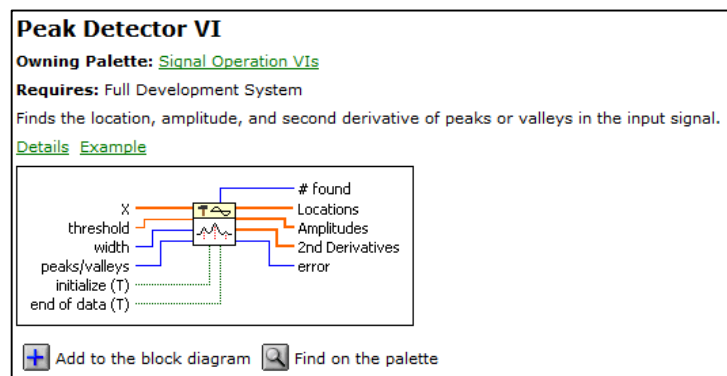 Peak Detector VI
Owning Palette: Signal Operation VIs
Requires: Full Development System
Finds the location, amplitude, and second derivative of peaks or valleys in the input signal.
Details Example
# found
X Locations
threshold Amplitudes
width 2nd Derivatives
peaks/valleys error
initialize (T)
end of data (T)
Add to the block diagram Find on the palette